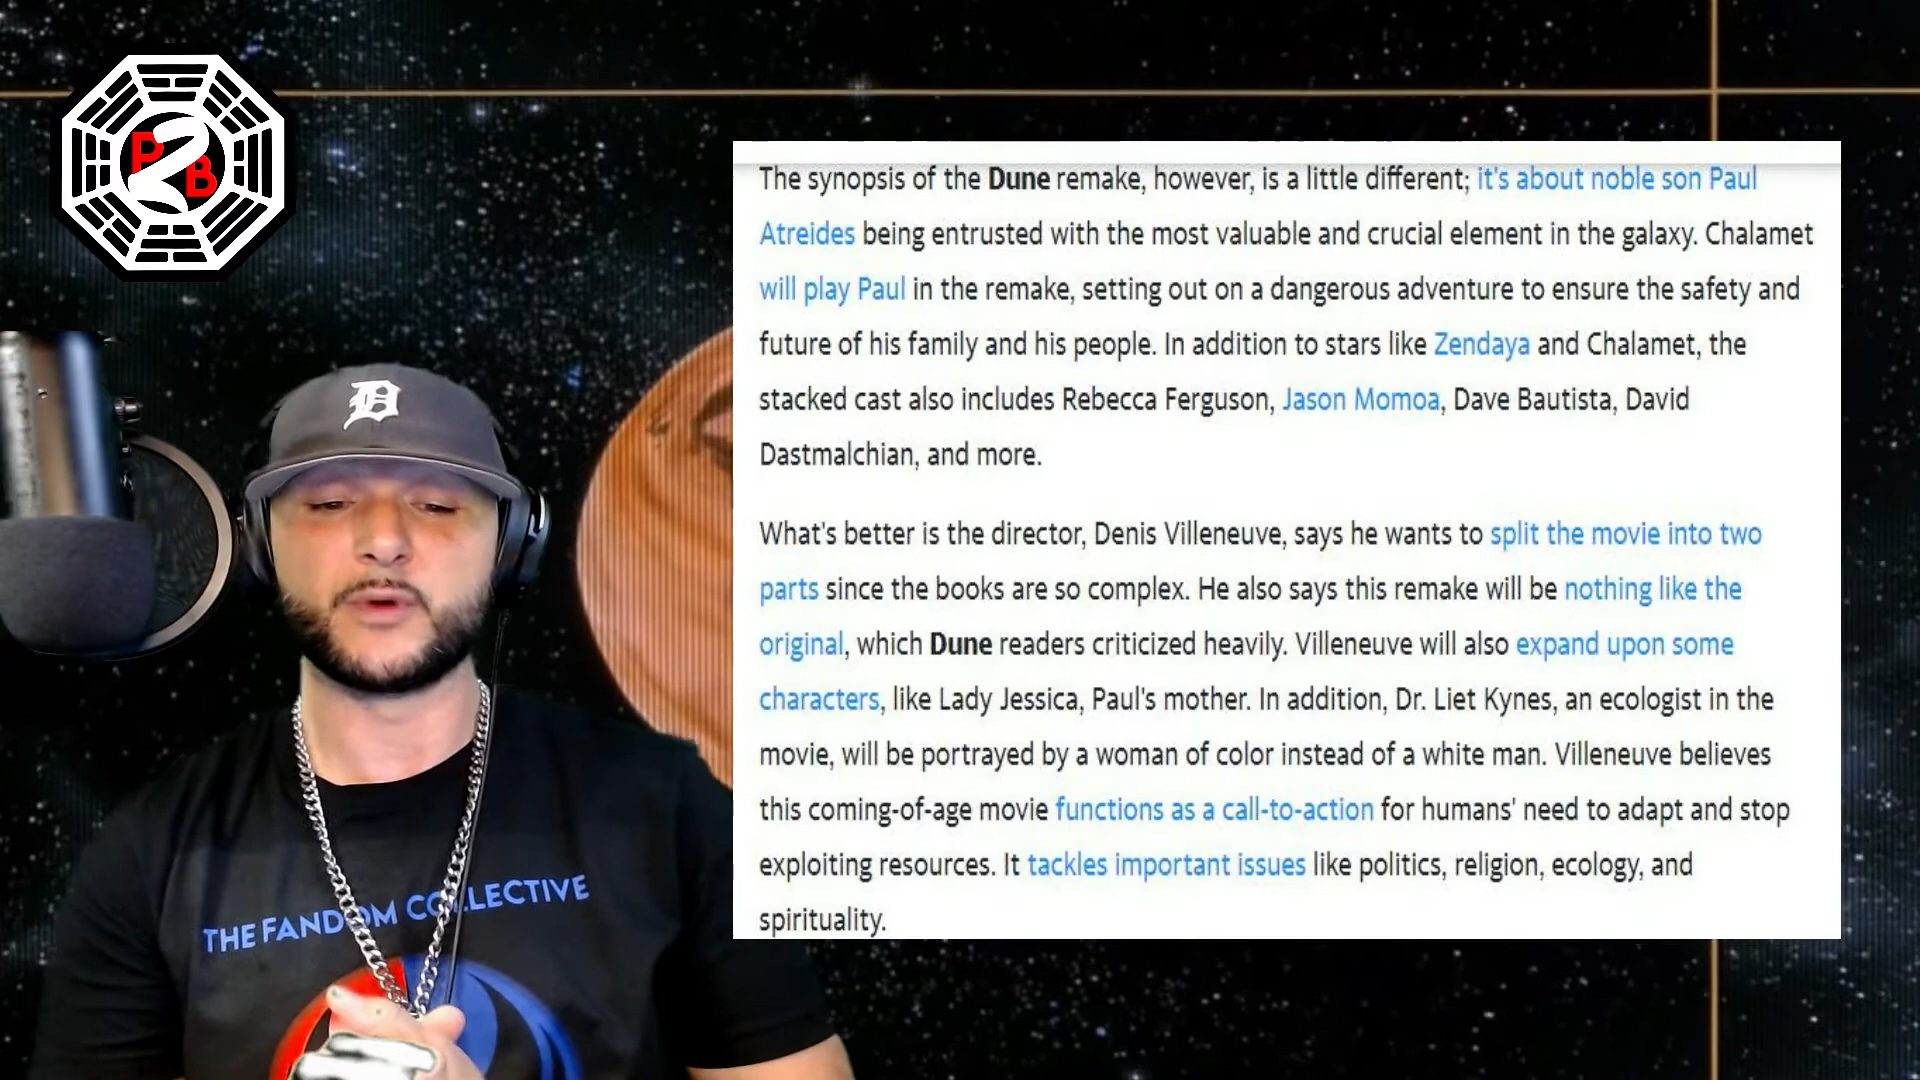 P
2
B
D
THE FANDOM COLLECTIVE
The synopsis of the Dune remake, however, is a little different; it's about noble son Paul
Atreides being entrusted with the most valuable and crucial element in the galaxy. Chalamet
will play Paul in the remake, setting out on a dangerous adventure to ensure the safety and
future of his family and his people. In addition to stars like Zendaya and Chalamet, the
stacked cast also includes Rebecca Ferguson, Jason Momoa, Dave Bautista, David
Dastmalchian, and more.
What's better is the director, Denis Villeneuve, says he wants to split the movie into two
parts since the books are so complex. He also says this remake will be nothing like the
original, which Dune readers criticized heavily. Villeneuve will also expand upon some
characters, like Lady Jessica, Paul's mother. In addition, Dr. Liet Kynes, an ecologist in the
movie, will be portrayed by a woman of color instead of a white man. Villeneuve believes
this coming-of-age movie functions as a call-to-action for humans' need to adapt and stop
exploiting resources. It tackles important issues like politics, religion, ecology, and
spirituality.